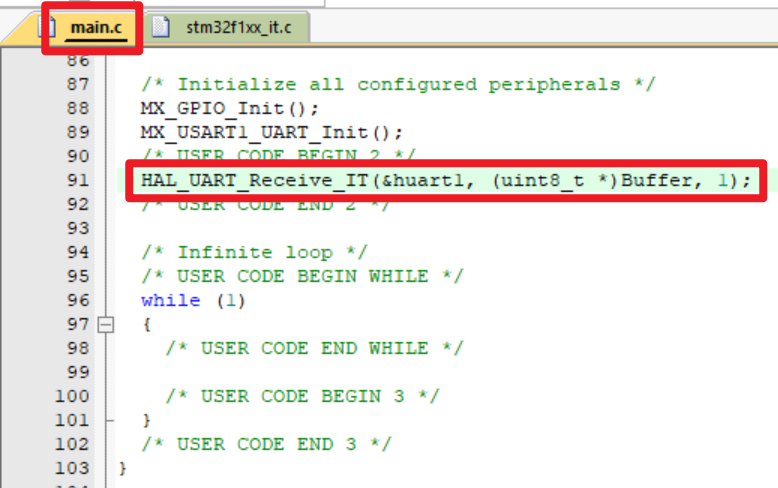 main.c stm32f1xx_it.c
86
87 /* Initialize all configured peripherals */
88 MX_GPIO_Init();
89 MX_USART1_UART_Init();
90 /* USER CODE BEGIN 2 */
91 HAL_UART_Receive_IT(&huart1, (uint8_t *)Buffer, 1);
92 /* USER CODE END 2 */
93
94 /* Infinite loop */
95 /* USER CODE BEGIN WHILE */
96 while (1)
97 {
98 /* USER CODE END WHILE */
99
100 /* USER CODE BEGIN 3 */
101 }
102 /* USER CODE END 3 */
103 }